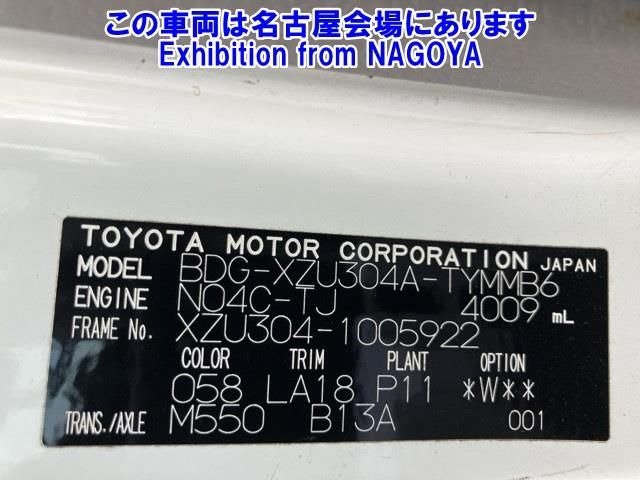 この車両は名古屋会場にあります
Exhibition from NAGOYA
TOYOTA MOTOR CORPORATION JAPAN
MODEL BDG-XZU304A-TYMMB6
ENGINE N04C-TJ 4009 mL
FRAME No. XZU304-1005922
COLOR TRIM PLANT OPTION
058 LA18 P11 *W**
TRANS./AXLE M550 B13A 001